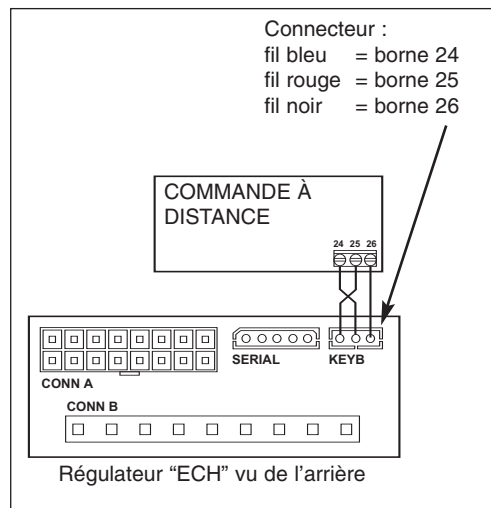 Connecteur :
fil bleu = borne 24
fil rouge = borne 25
fil noir = borne 26
COMMANDE À
DISTANCE
24 25 26
SERIAL
KEYB
CONN A
CONN B
Régulateur “ECH” vu de l'arrière